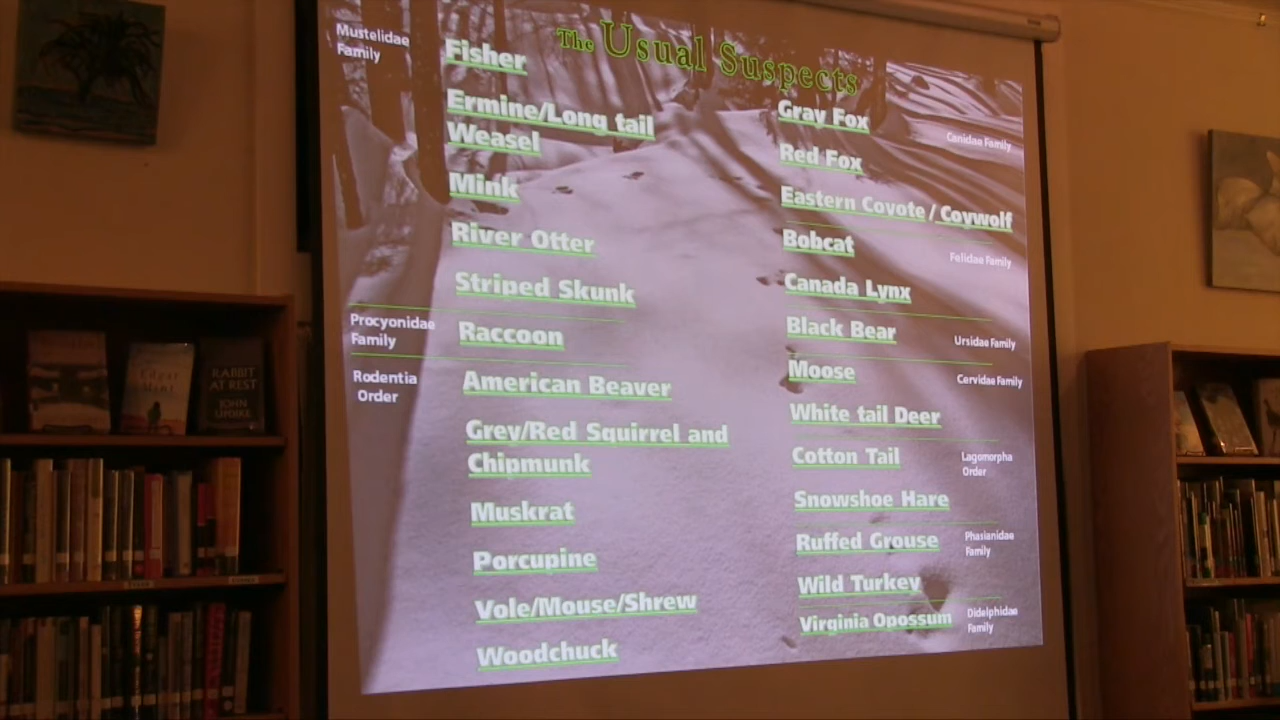 The Usual Suspects
Mustelidae
Family
Fisher
Ermine/Long tail
Weasel
Mink
River Otter
Striped Skunk
Procyonidae
Family
Raccoon
Rodentia
Order
American Beaver
Grey/Red Squirrel and
Chipmunk
Muskrat
Porcupine
Vole/Mouse/Shrew
Woodchuck
Gray Fox
Canidae Family
Red Fox
Eastern Coyote / Coywolf
Bobcat
Felidae Family
Canada Lynx
Black Bear
Ursidae Family
Moose
Cervidae Family
White tail Deer
Cotton Tail
Lagomorpha
Order
Snowshoe Hare
Ruffed Grouse
Phasianidae
Family
Wild Turkey
Virginia Opossum
Didelphidae
Family
RABBIT
AT REST
JOHN
UPDIKE